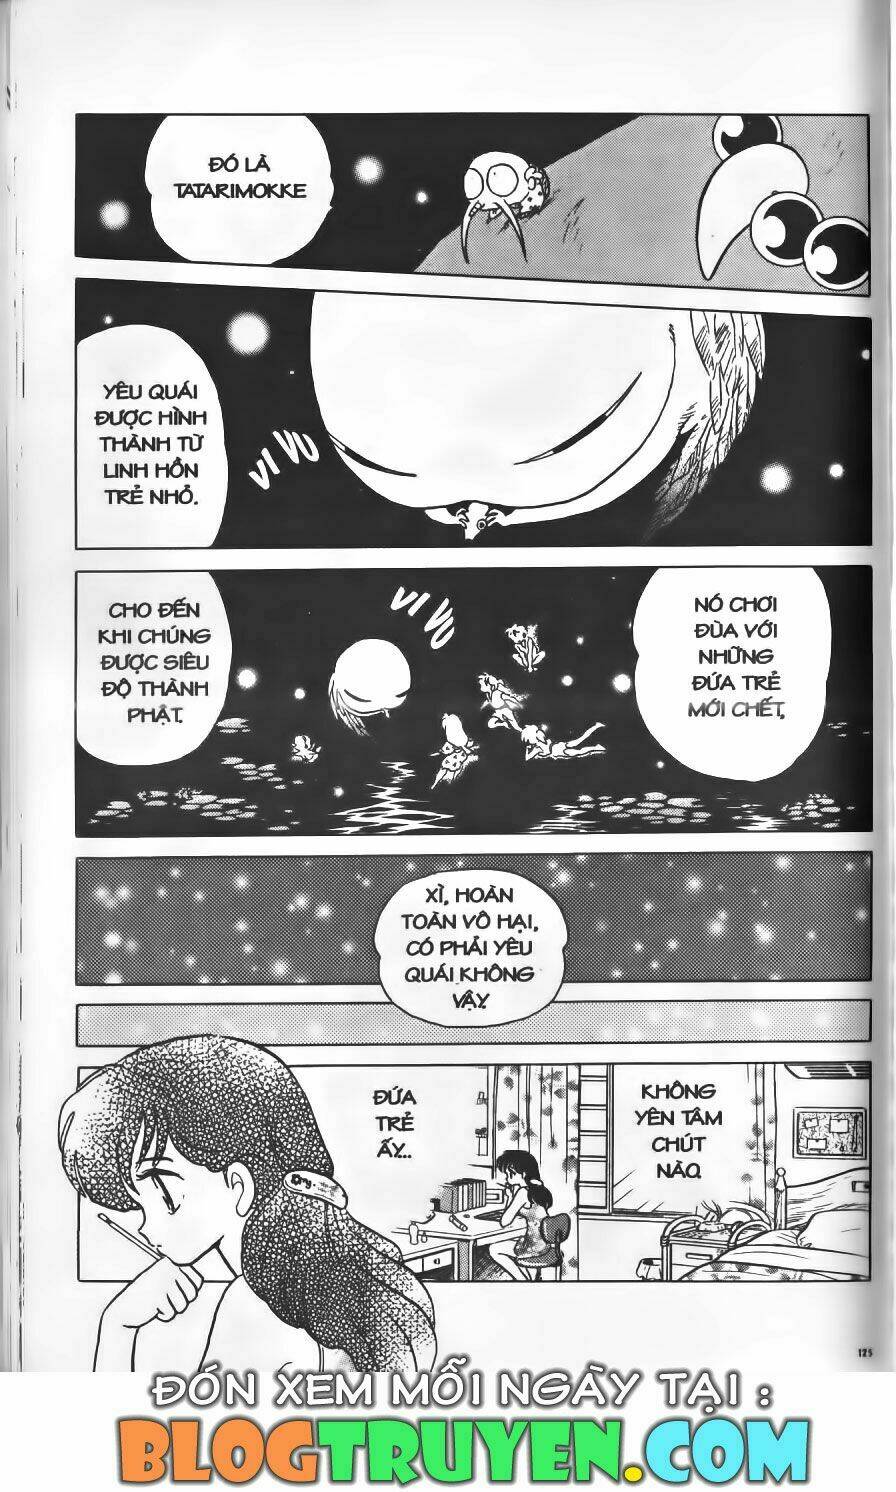 ĐÓ LÀ
TATARIMOKKE
YÊU QUÁI
ĐƯỢC HÌNH
THÀNH TỪ
LINH HỒN
TRẺ NHỎ.
VI VU
NÓ CHƠI
ĐÙA VỚI
NHỮNG
ĐỨA TRẺ
MỚI CHẾT,
VI VU
CHO ĐẾN
KHI CHÚNG
ĐƯỢC SIÊU
ĐỘ THÀNH
PHẬT.
XÌ, HOÀN
TOÀN VÔ HẠI,
CÓ PHẢI YÊU
QUÁI KHÔNG
VẬY.
KHÔNG
YÊN TÂM
CHÚT
NÀO.
ĐỨA
TRẺ
ẤY...
125
ĐÓN XEM MỖI NGÀY TẠI :
BLOGTRUYEN.COM